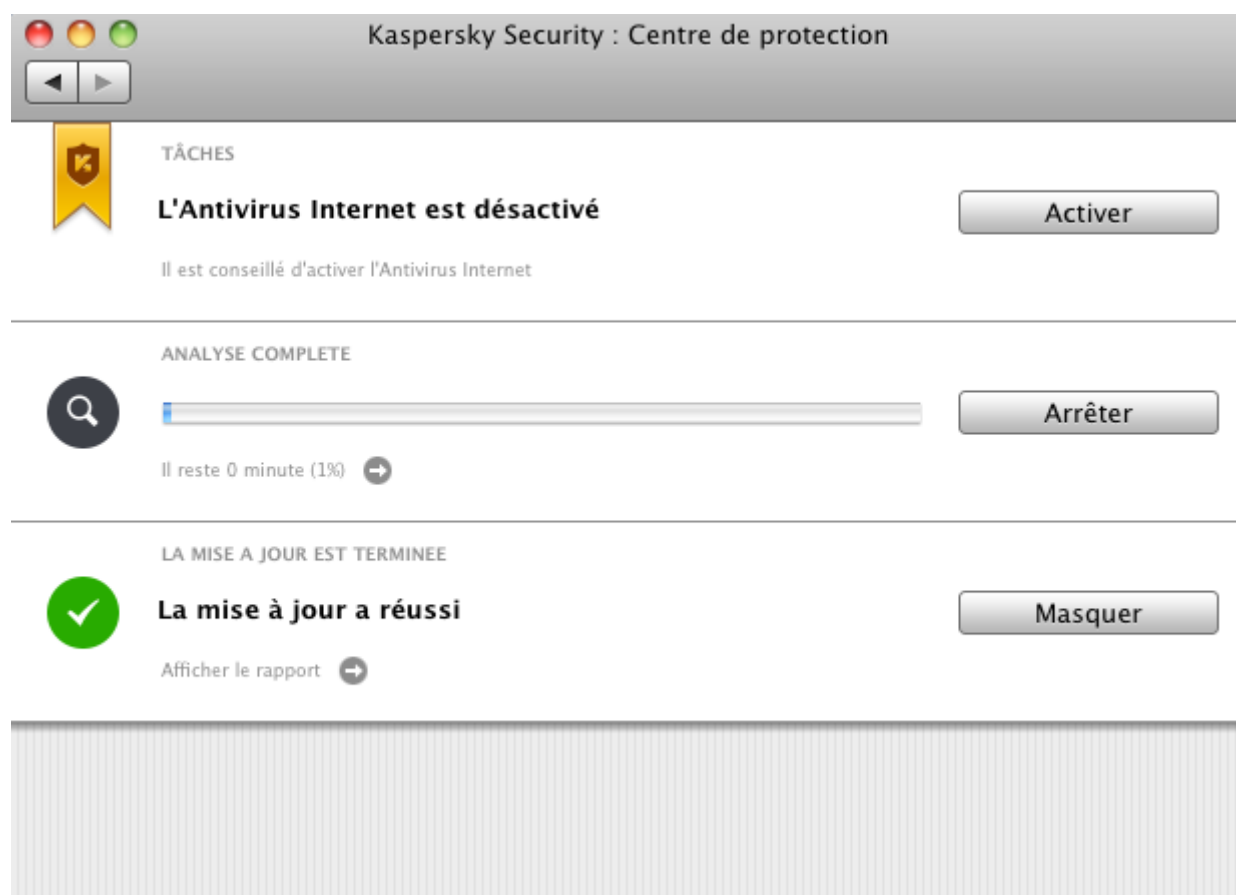 Kaspersky Security : Centre de protection
TÂCHES
L'Antivirus Internet est désactivé
Activer
Il est conseillé d'activer l'Antivirus Internet
ANALYSE COMPLETE
Arrêter
Il reste 0 minute (1%)
LA MISE A JOUR EST TERMINEE
La mise à jour a réussi
Masquer
Afficher le rapport